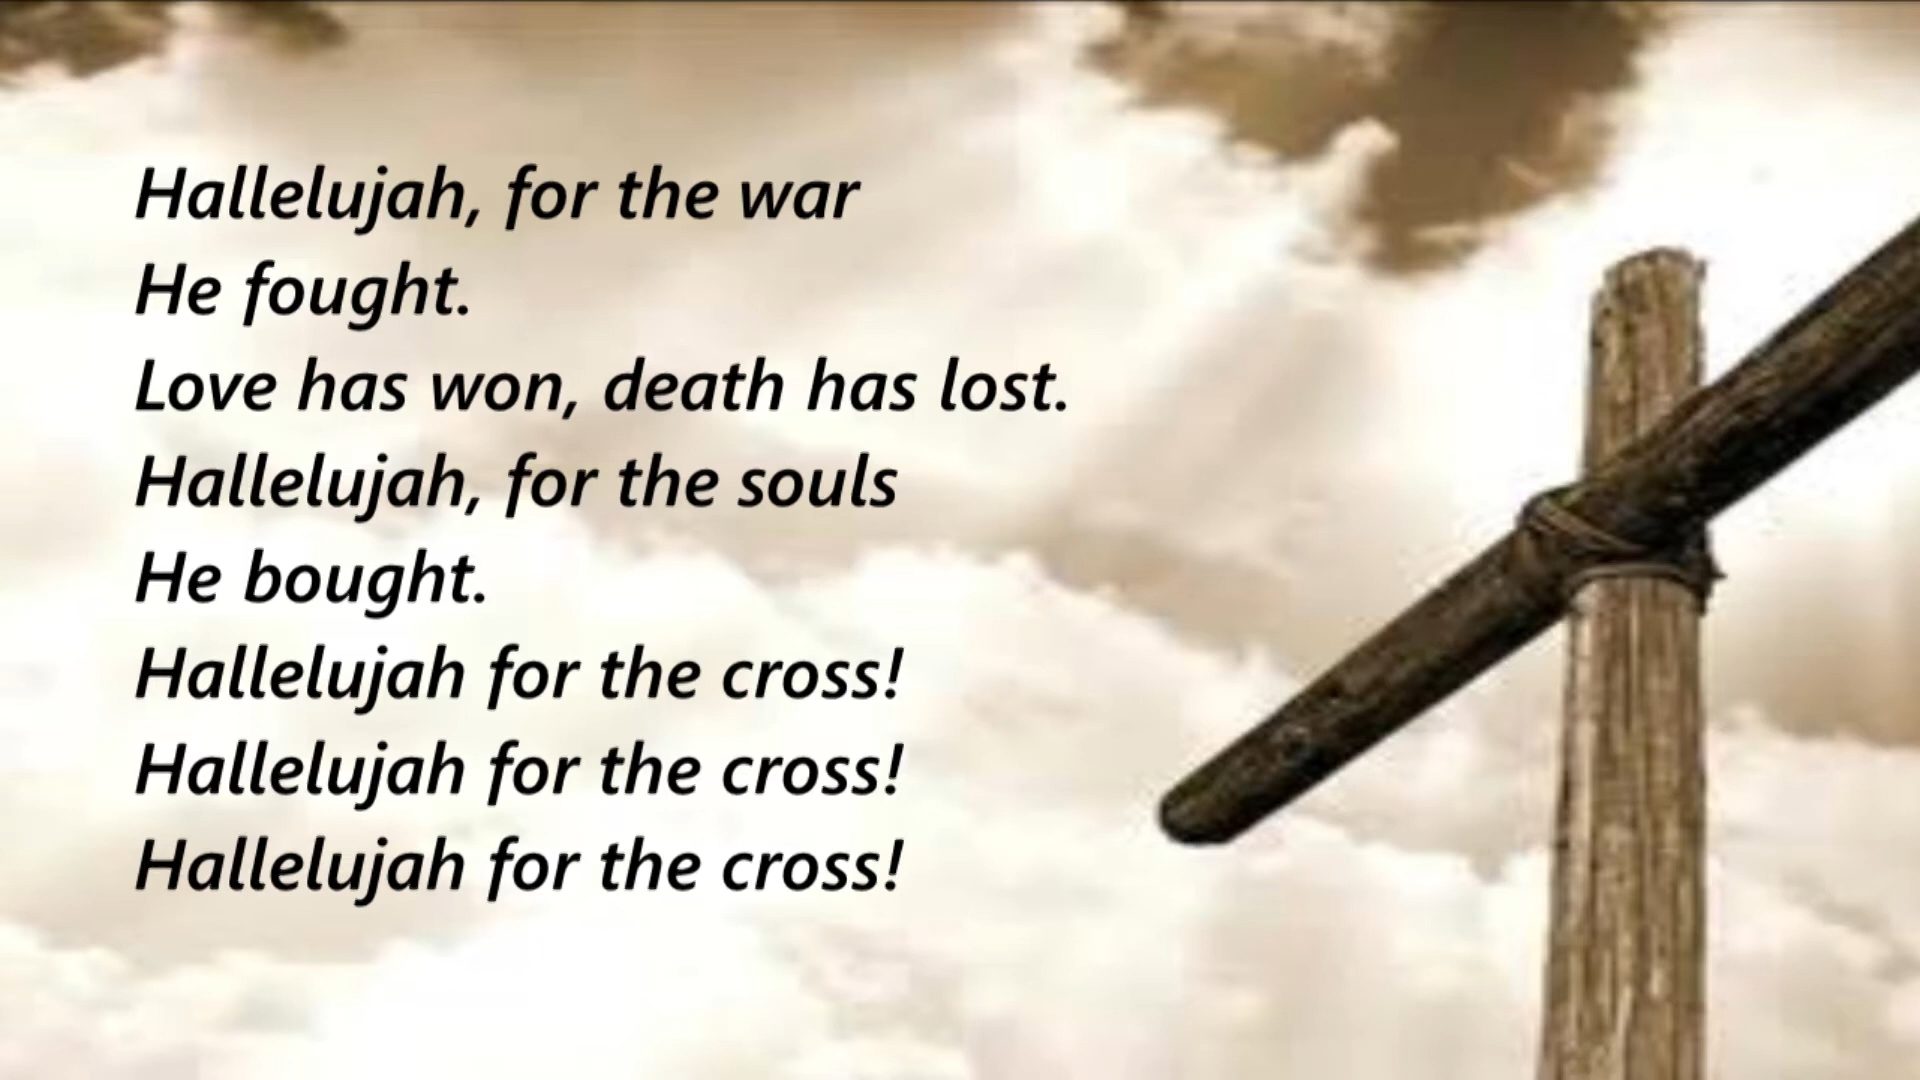 Hallelujah, for the war
He fought.
Love has won, death has lost.
Hallelujah, for the souls
He bought.
Hallelujah for the cross!
Hallelujah for the cross!
Hallelujah for the cross!